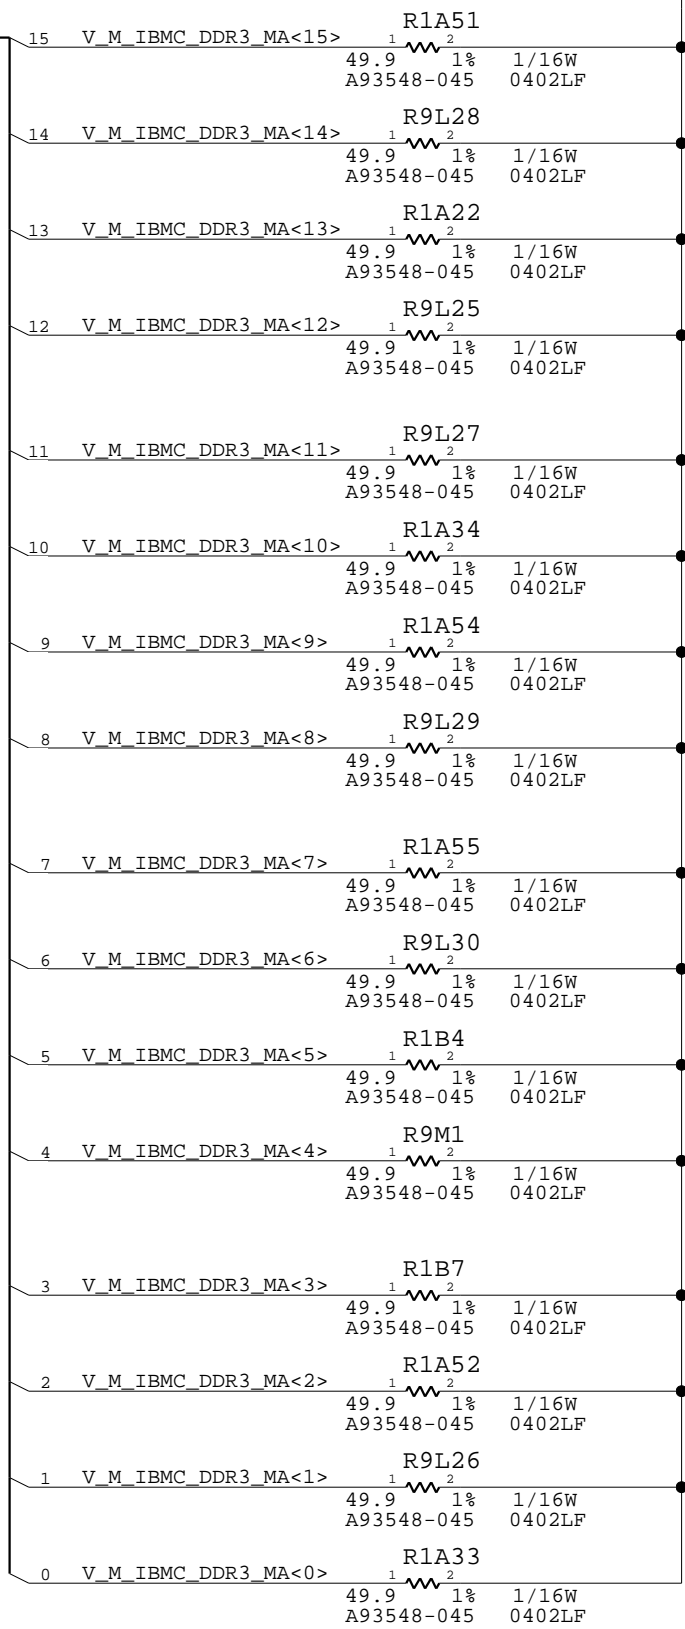 R1A51
15 V_M_IBMC_DDR3_MA<15> 1 2
49.9 1% 1/16W
A93548-045 0402LF
R9L28
14 V_M_IBMC_DDR3_MA<14> 1 2
49.9 1% 1/16W
A93548-045 0402LF
R1A22
13 V_M_IBMC_DDR3_MA<13> 1 2
49.9 1% 1/16W
A93548-045 0402LF
R9L25
12 V_M_IBMC_DDR3_MA<12> 1 2
49.9 1% 1/16W
A93548-045 0402LF
R9L27
11 V_M_IBMC_DDR3_MA<11> 1 2
49.9 1% 1/16W
A93548-045 0402LF
R1A34
10 V_M_IBMC_DDR3_MA<10> 1 2
49.9 1% 1/16W
A93548-045 0402LF
R1A54
9 V_M_IBMC_DDR3_MA<9> 1 2
49.9 1% 1/16W
A93548-045 0402LF
R9L29
8 V_M_IBMC_DDR3_MA<8> 1 2
49.9 1% 1/16W
A93548-045 0402LF
R1A55
7 V_M_IBMC_DDR3_MA<7> 1 2
49.9 1% 1/16W
A93548-045 0402LF
R9L30
6 V_M_IBMC_DDR3_MA<6> 1 2
49.9 1% 1/16W
A93548-045 0402LF
R1B4
5 V_M_IBMC_DDR3_MA<5> 1 2
49.9 1% 1/16W
A93548-045 0402LF
R9M1
4 V_M_IBMC_DDR3_MA<4> 1 2
49.9 1% 1/16W
A93548-045 0402LF
R1B7
3 V_M_IBMC_DDR3_MA<3> 1 2
49.9 1% 1/16W
A93548-045 0402LF
R1A52
2 V_M_IBMC_DDR3_MA<2> 1 2
49.9 1% 1/16W
A93548-045 0402LF
R9L26
1 V_M_IBMC_DDR3_MA<1> 1 2
49.9 1% 1/16W
A93548-045 0402LF
R1A33
0 V_M_IBMC_DDR3_MA<0> 1 2
49.9 1% 1/16W
A93548-045 0402LF